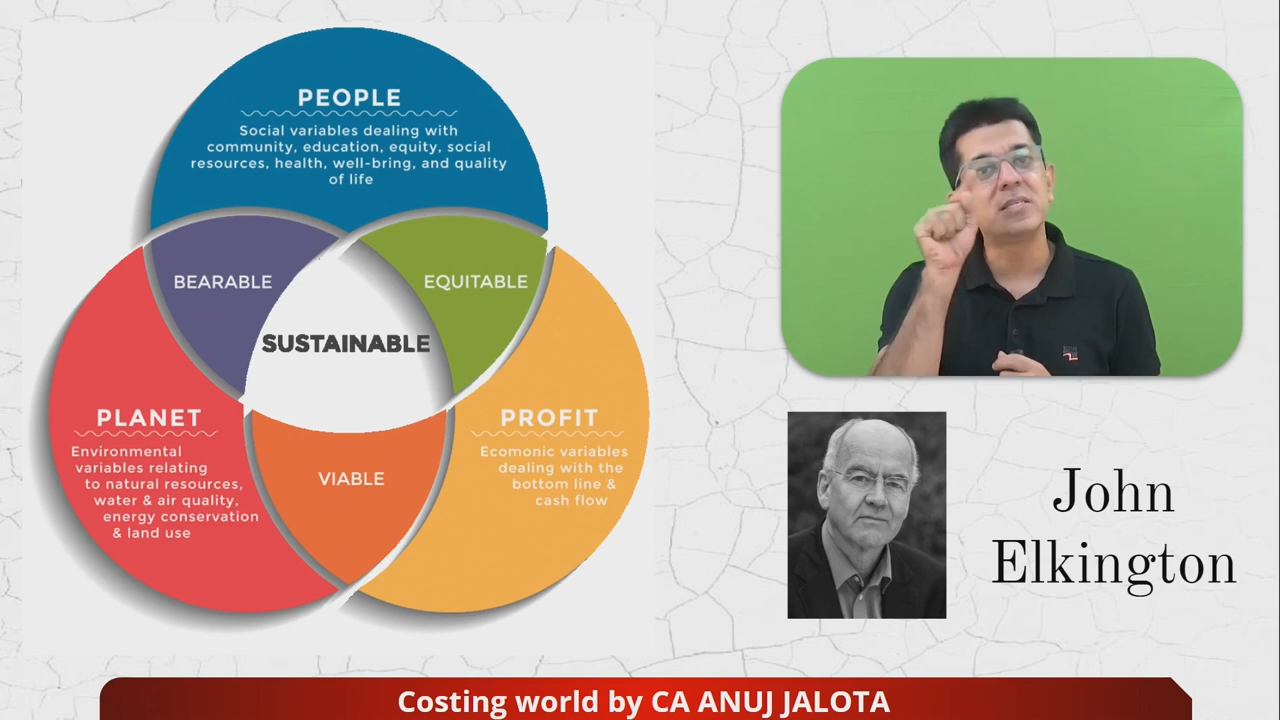 PEOPLE
Social variables dealing with
community, education, equity, social
resources, health, well-bring, and quality
of life
BEARABLE
EQUITABLE
SUSTAINABLE
PLANET
Environmental
variables relating
to natural resources,
water & air quality,
energy conservation
& land use
VIABLE
PROFIT
Ecomonic variables
dealing with the
bottom line &
cash flow
John
Elkington
Costing world by CA ANUJ JALOTA